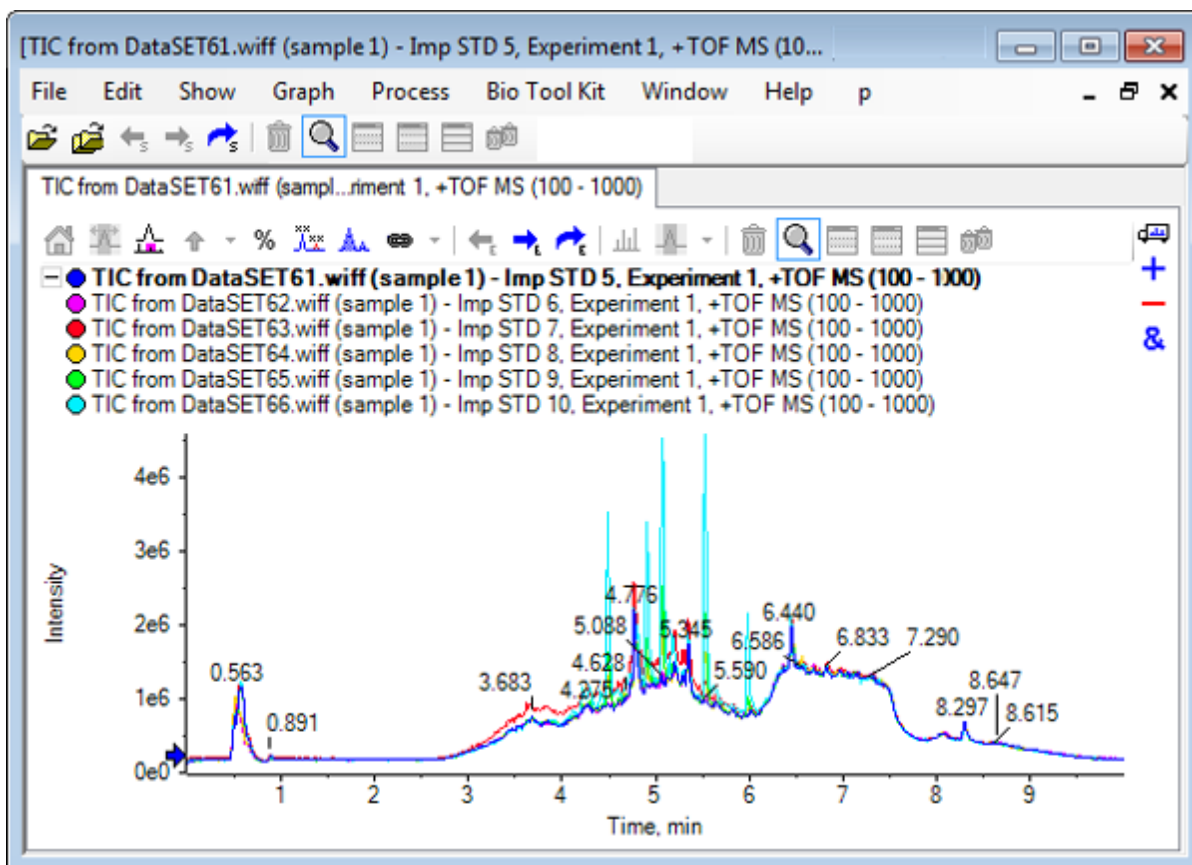 [TIC from DataSET61.wiff (sample 1) - Imp STD 5, Experiment 1, +TOF MS (10...
File Edit Show Graph Process Bio Tool Kit Window Help p
TIC from DataSET61.wiff (sampl...riment 1, +TOF MS (100 - 1000)
TIC from DataSET61.wiff (sample 1) - Imp STD 5, Experiment 1, +TOF MS (100 - 1000)
TIC from DataSET62.wiff (sample 1) - Imp STD 6, Experiment 1, +TOF MS (100 - 1000)
TIC from DataSET63.wiff (sample 1) - Imp STD 7, Experiment 1, +TOF MS (100 - 1000)
TIC from DataSET64.wiff (sample 1) - Imp STD 8, Experiment 1, +TOF MS (100 - 1000)
TIC from DataSET65.wiff (sample 1) - Imp STD 9, Experiment 1, +TOF MS (100 - 1000)
TIC from DataSET66.wiff (sample 1) - Imp STD 10, Experiment 1, +TOF MS (100 - 1000)
Intensity
4e6
3e6
2e6
1e6
0e0
0.563
0.891
3.683
4.275
4.628
5.088
4.776
5.345
5.590
6.586
6.440
6.833
7.290
8.297
8.647
8.615
1 2 3 4 5 6 7 8 9
Time, min